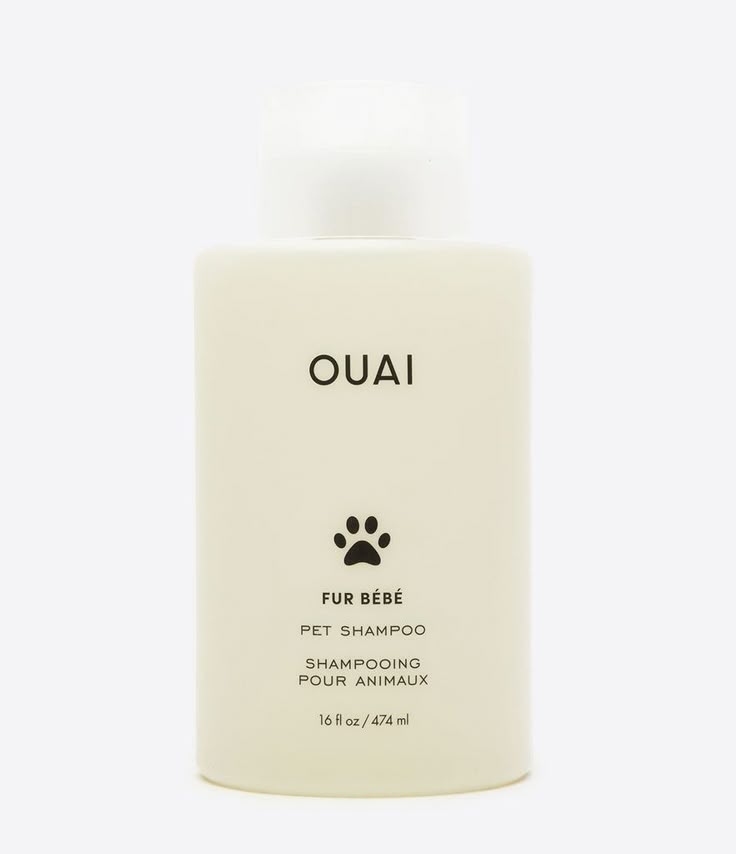 OUAI
FUR BÉBÉ
PET SHAMPOO
SHAMPOOING
POUR ANIMAUX
16 fl oz / 474 ml